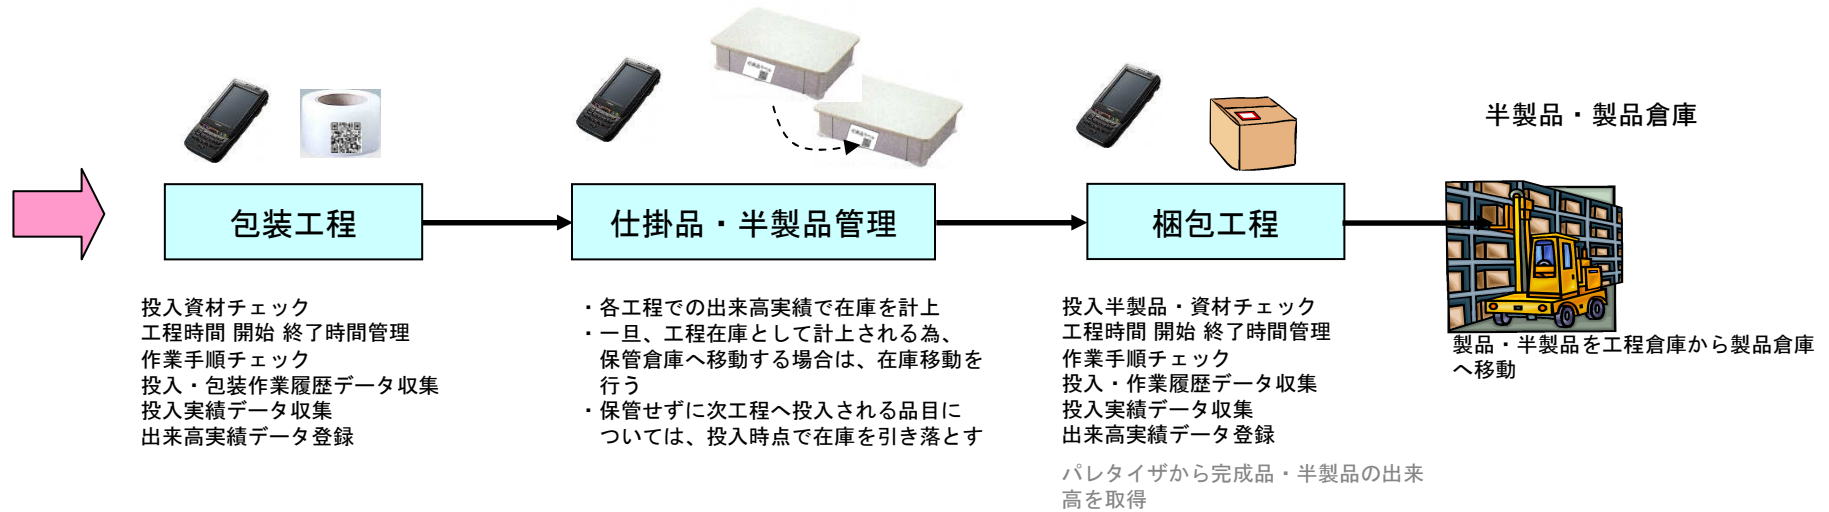 半製品・製品倉庫
包装工程
仕掛品・半製品管理
梱包工程
投入資材チェック
工程時間 開始 終了時間管理
作業手順チェック
投入・包装作業履歴データ収集
投入実績データ収集
出来高実績データ登録
・各工程での出来高実績で在庫を計上
・一旦、工程在庫として計上される為、
保管倉庫へ移動する場合は、在庫移動を
行う
・保管せずに次工程へ投入される品目に
ついては、投入時点で在庫を引き落とす
投入半製品・資材チェック
工程時間 開始 終了時間管理
作業手順チェック
投入・作業履歴データ収集
投入実績データ収集
出来高実績データ登録
パレタイザから完成品・半製品の出来
高を取得
製品・半製品を工程倉庫から製品倉庫
へ移動